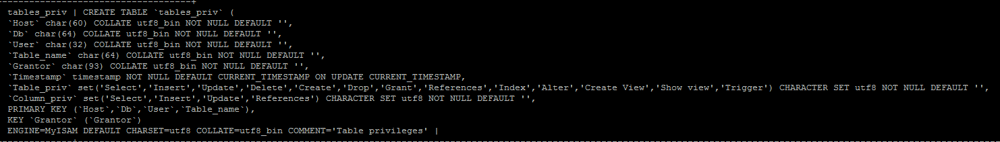 tables_priv | CREATE TABLE `tables_priv` (
`Host` char(60) COLLATE utf8_bin NOT NULL DEFAULT '',
`Db` char(64) COLLATE utf8_bin NOT NULL DEFAULT '',
`User` char(32) COLLATE utf8_bin NOT NULL DEFAULT '',
`Table_name` char(64) COLLATE utf8_bin NOT NULL DEFAULT '',
`Grantor` char(93) COLLATE utf8_bin NOT NULL DEFAULT '',
`Timestamp` timestamp NOT NULL DEFAULT CURRENT_TIMESTAMP ON UPDATE CURRENT_TIMESTAMP,
`Table_priv` set('Select','Insert','Update','Delete','Create','Drop','Grant','References','Index','Alter','Create View','Show view','Trigger') CHARACTER SET utf8 NOT NULL DEFAULT '',
`Column_priv` set('Select','Insert','Update','References') CHARACTER SET utf8 NOT NULL DEFAULT '',
PRIMARY KEY (`Host`,`Db`,`User`,`Table_name`),
KEY `Grantor` (`Grantor`)
ENGINE=MyISAM DEFAULT CHARSET=utf8 COLLATE=utf8_bin COMMENT='Table privileges' |